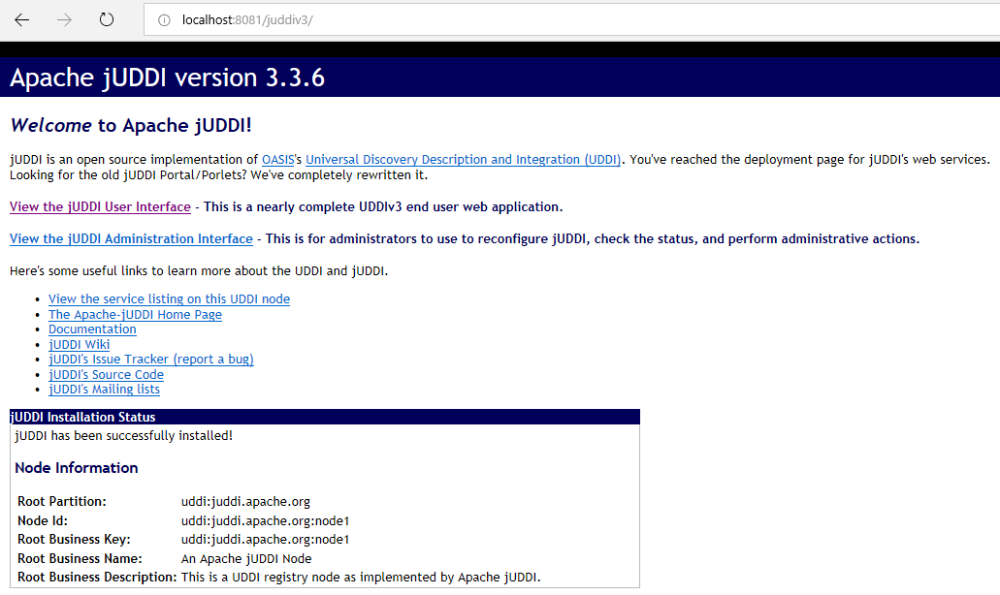 localhost:8081/juddiv3/
Apache jUDDI version 3.3.6
Welcome to Apache jUDDI!
jUDDI is an open source implementation of OASIS's Universal Discovery Description and Integration (UDDI). You've reached the deployment page for jUDDI's web services.
Looking for the old jUDDI Portal/Porlets? We've completely rewritten it.
View the jUDDI User Interface - This is a nearly complete UDDIv3 end user web application.
View the jUDDI Administration Interface - This is for administrators to use to reconfigure jUDDI, check the status, and perform administrative actions.
Here's some useful links to learn more about the UDDI and jUDDI.
• View the service listing on this UDDI node
• The Apache-jUDDI Home Page
• Documentation
• jUDDI Wiki
• jUDDI's Issue Tracker (report a bug)
• jUDDI's Source Code
• jUDDI's Mailing lists
jUDDI Installation Status
jUDDI has been successfully installed!
Node Information
Root Partition: uddi:juddi.apache.org
Node Id: uddi:juddi.apache.org:node1
Root Business Key: uddi:juddi.apache.org:node1
Root Business Name: An Apache jUDDI Node
Root Business Description: This is a UDDI registry node as implemented by Apache jUDDI.